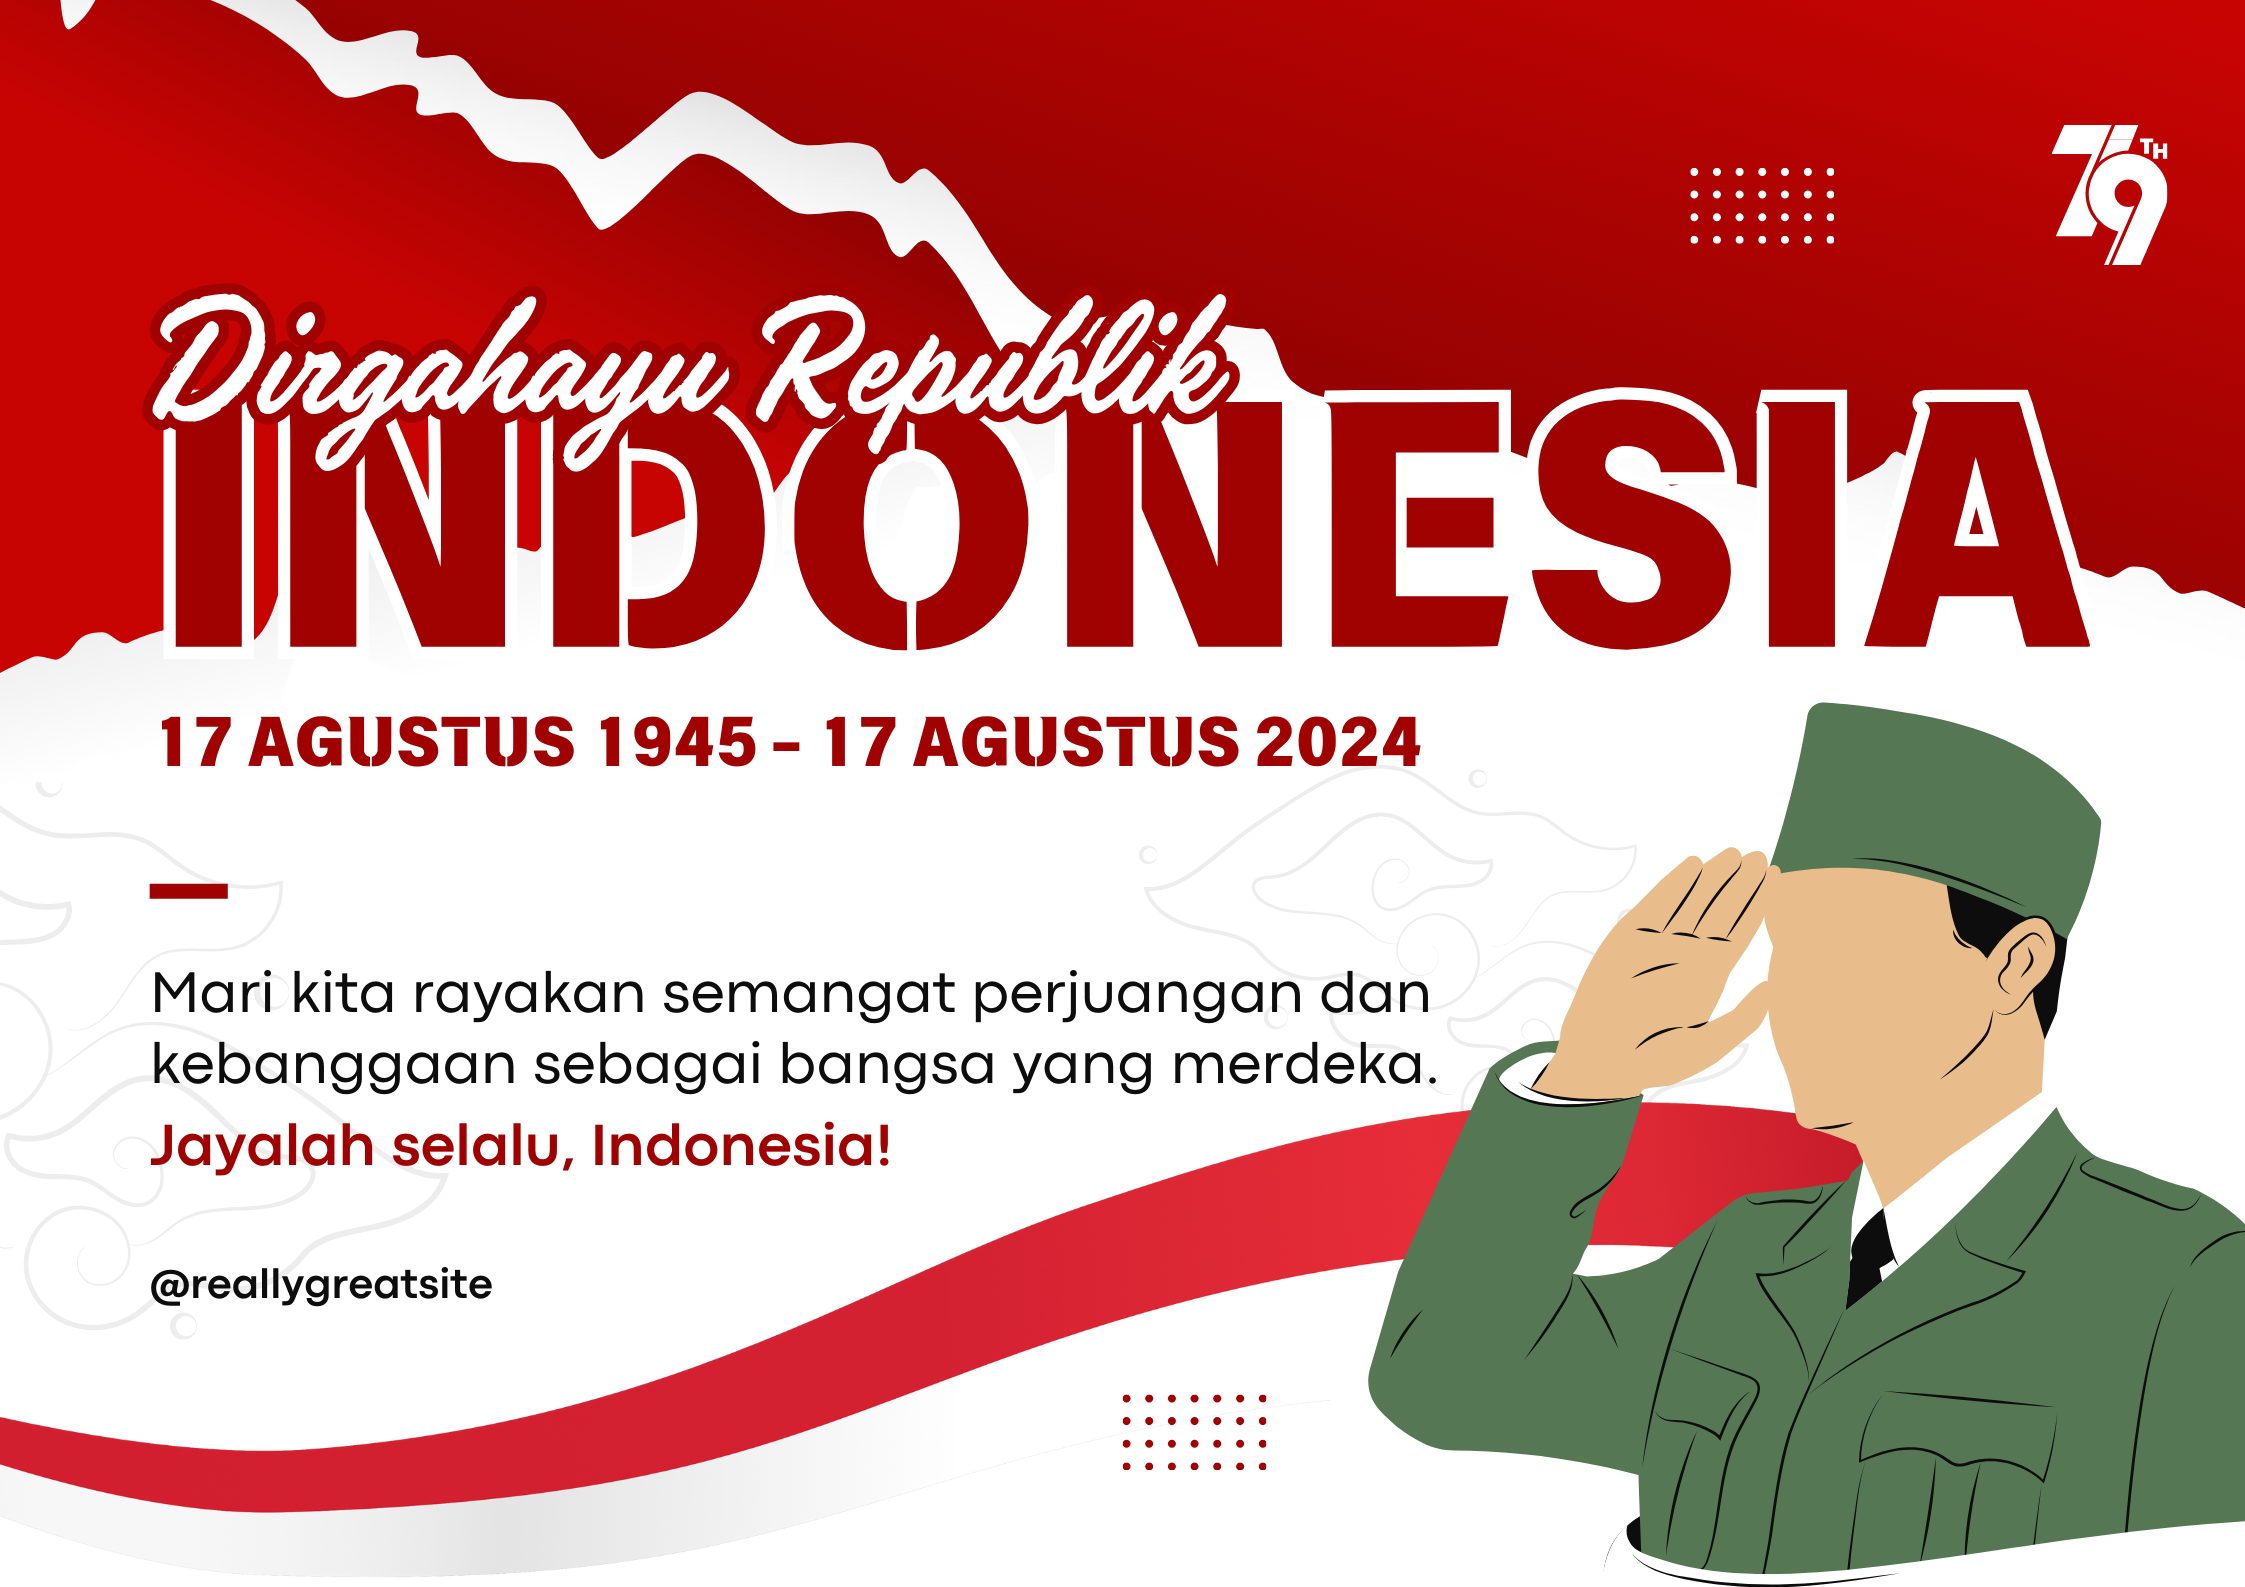 79TH
Dirgahayu Republik
INDONESIA
17 AGUSTUS 1945 - 17 AGUSTUS 2024
Mari kita rayakan semangat perjuangan dan
kebanggaan sebagai bangsa yang merdeka.
Jayalah selalu, Indonesia!
@reallygreatsite